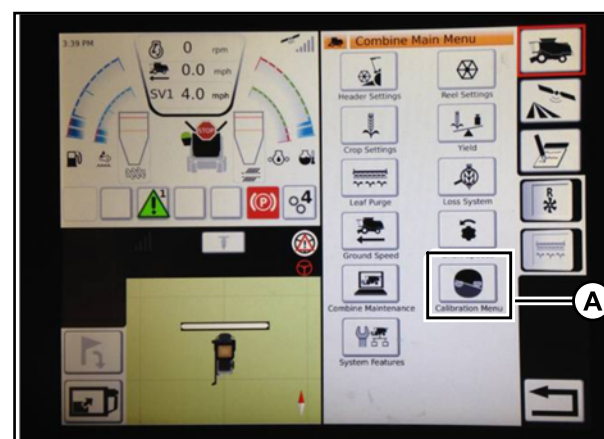 3:39 PM
0 rpm
0.0 mph
SV1 4.0 mph
STOP
1
(P)
4
Combine Main Menu
Header Settings
Reel Settings
Crop Settings
Yield
Leaf Purge
Loss System
Ground Speed
Combine Maintenance
Calibration Menu
System Features
R
A